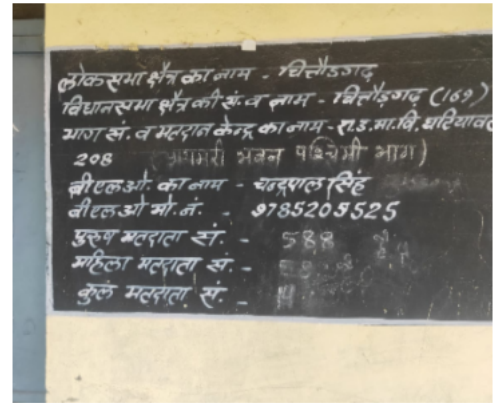 लोकसभा क्षेत्र का नाम - चित्तौडगढ़
विधानसभा क्षेत्र की सं. व नाम - चित्तौड़गढ़ (169)
भाग सं. व मतदान केन्द्र का नाम - रा.उ.मा.वि. घटियावल
208 भवन पश्चिमी भाग)
बीएलओ. का नाम - चन्द्रपाल सिंह
बीएलओ मो.नं. - 9785205525
पुरुष मतदाता सं. - 588
महिला मतदाता सं. -
कुल मतदाता सं. -